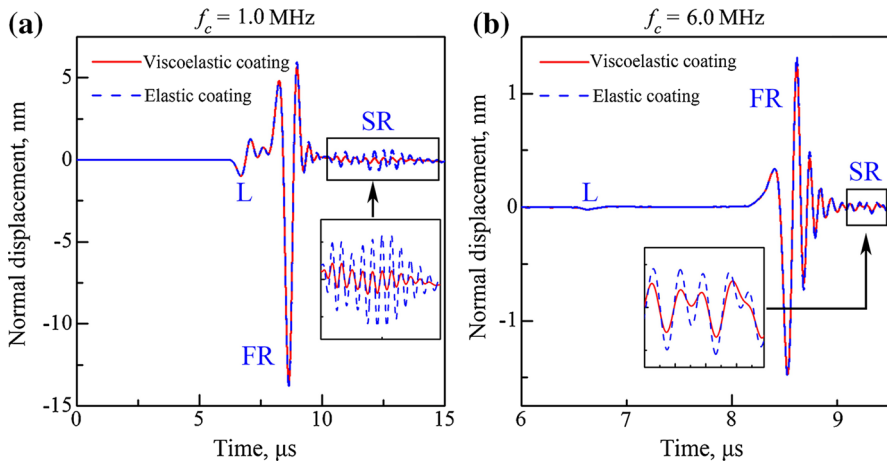 (a)
f_c = 1.0 MHz
Viscoelastic coating
Elastic coating
5
0
-5
-10
-15
0
5
10
15
L
FR
SR
Normal displacement, nm
Time, μs
(b)
f_c = 6.0 MHz
Viscoelastic coating
Elastic coating
1
0
-1
6
7
8
9
L
FR
SR
Normal displacement, nm
Time, μs